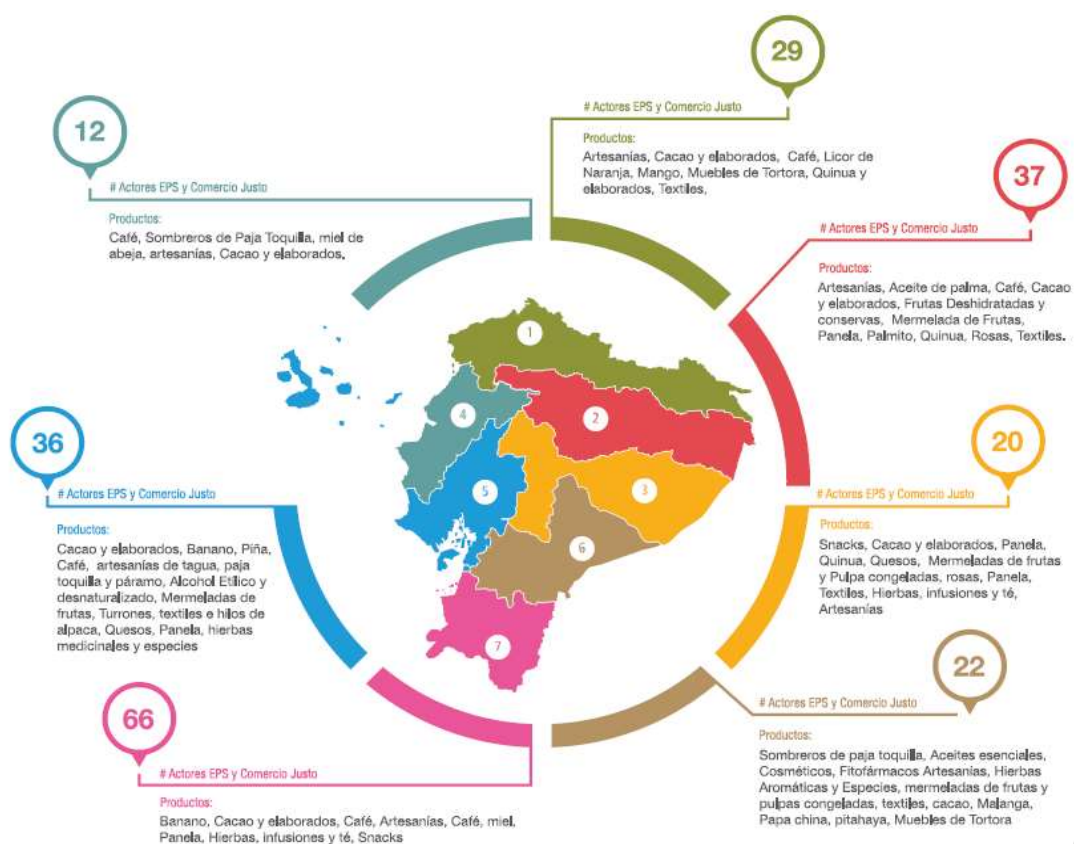 29
# Actores EPS y Comercio Justo
Productos:
Artesanías, Cacao y elaborados, Café, Licor de
Naranja, Mango, Muebles de Tortora, Quinua y
elaborados, Textiles,
12
# Actores EPS y Comercio Justo
Productos:
Café, Sombreros de Paja Toquilla, miel de
abeja, artesanías, Cacao y elaborados.
37
# Actores EPS y Comercio Justo
Productos:
Artesanías, Aceite de palma, Café, Cacao
y elaborados, Frutas Deshidratadas y
conservas, Mermelada de Frutas,
Panela, Palmito, Quinua, Rosas, Textiles.
1
2
3
4
5
6
7
36
# Actores EPS y Comercio Justo
Productos:
Cacao y elaborados, Banano, Piña,
Café, artesanías de tagua, paja
toquilla y páramo, Alcohol Etílico y
desnaturalizado, Mermeladas de
frutas, Turrones, textiles e hilos de
alpaca, Quesos, Panela, hierbas
medicinales y especies
20
# Actores EPS y Comercio Justo
Productos:
Snacks, Cacao y elaborados, Panela,
Quinua, Quesos, Mermeladas de frutas
y Pulpa congeladas, rosas, Panela,
Textiles, Hierbas, infusiones y té,
Artesanías
66
# Actores EPS y Comercio Justo
Productos:
Banano, Cacao y elaborados, Café, Artesanías, Café, miel,
Panela, Hierbas, infusiones y té, Snacks
22
# Actores EPS y Comercio Justo
Productos:
Sombreros de paja toquilla, Aceites esenciales,
Cosméticos, Fitofármacos Artesanías, Hierbas
Aromáticas y Especies, mermeladas de frutas y
pulpas congeladas, textiles, cacao, Malanga,
Papa china, pitahaya, Muebles de Tortora